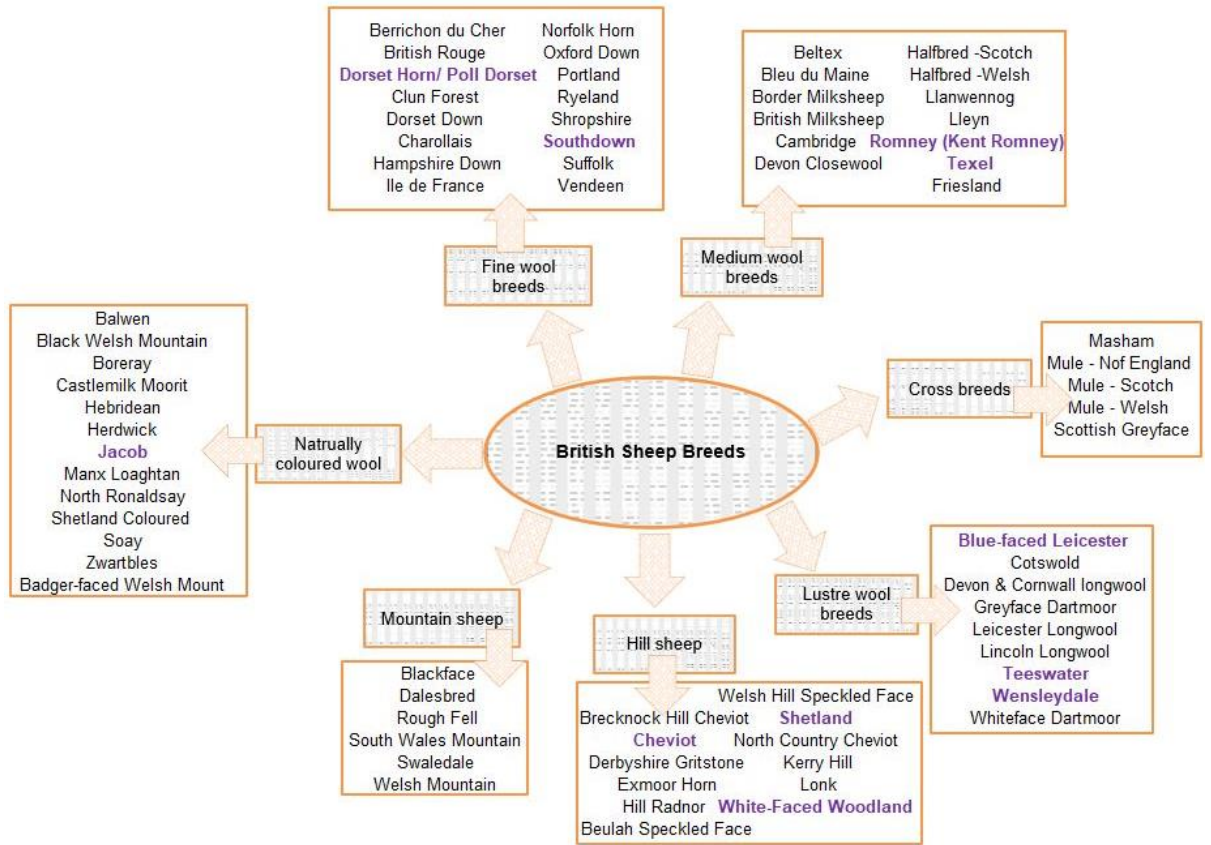 Berrichon du Cher
British Rouge
Dorset Horn/ Poll Dorset
Clun Forest
Dorset Down
Charollais
Hampshire Down
Ile de France
Norfolk Horn
Oxford Down
Portland
Ryeland
Shropshire
Southdown
Suffolk
Vendeen
Beltex
Bleu du Maine
Border Milksheep
British Milksheep
Cambridge
Devon Closewool
Halfbred -Scotch
Halfbred -Welsh
Llanwennog
Lleyn
Romney (Kent Romney)
Texel
Friesland
Fine wool
breeds
Medium wool
breeds
Balwen
Black Welsh Mountain
Boreray
Castlemilk Moorit
Hebridean
Herdwick
Jacob
Manx Loaghtan
North Ronaldsay
Shetland Coloured
Soay
Zwartbles
Badger-faced Welsh Mount
Natrually
coloured wool
British Sheep Breeds
Cross breeds
Masham
Mule - Nof England
Mule - Scotch
Mule - Welsh
Scottish Greyface
Mountain sheep
Blackface
Dalesbred
Rough Fell
South Wales Mountain
Swaledale
Welsh Mountain
Hill sheep
Welsh Hill Speckled Face
Brecknock Hill Cheviot
Cheviot
Derbyshire Gritstone
Exmoor Horn
Hill Radnor
Beulah Speckled Face
Shetland
North Country Cheviot
Kerry Hill
Lonk
White-Faced Woodland
Lustre wool
breeds
Blue-faced Leicester
Cotswold
Devon & Cornwall longwool
Greyface Dartmoor
Leicester Longwool
Lincoln Longwool
Teeswater
Wensleydale
Whiteface Dartmoor